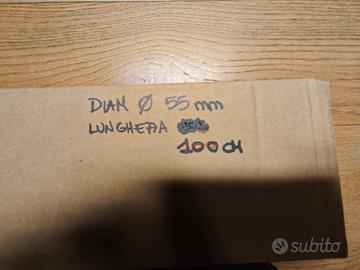 DIAM Ø 55 mm
LUNGHEZZA
100 CM
subito